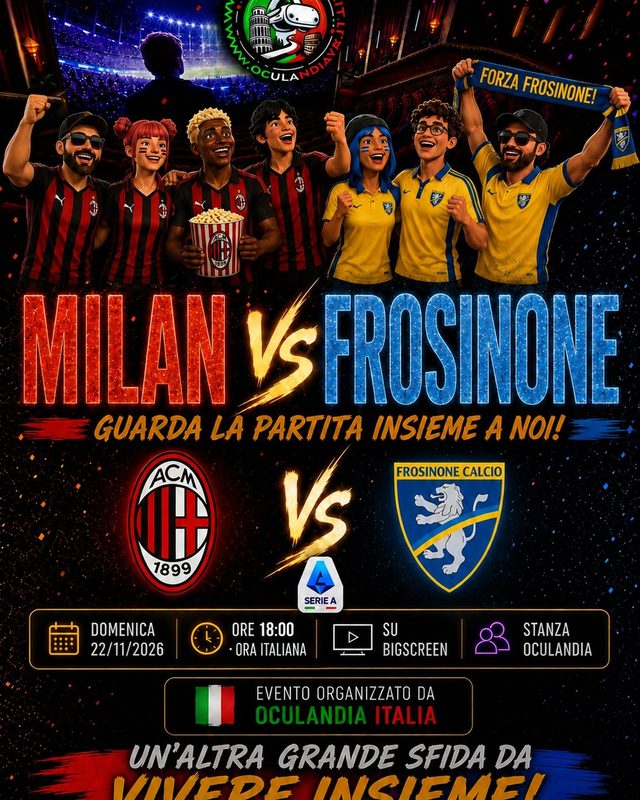 WWW.OCULANDIAVR.IT
FORZA FROSINONE!
MILAN VS FROSINONE
GUARDA LA PARTITA INSIEME A NOI!
ACM
1899
VS
FROSINONE CALCIO
SERIE A
DOMENICA
22/11/2026
ORE 18:00
· ORA ITALIANA
SU
BIGSCREEN
STANZA
OCULANDIA
EVENTO ORGANIZZATO DA
OCULANDIA ITALIA
UN'ALTRA GRANDE SFIDA DA
VIVERE INSIEME!